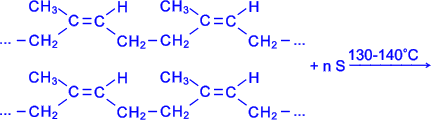 CH₃ H CH₃ H
C=C C=C
... –CH₂ CH₂–CH₂ CH₂– ...
130-140°C
+ n S
CH₃ H CH₃ H
C=C C=C
... –CH₂ CH₂–CH₂ CH₂– ...